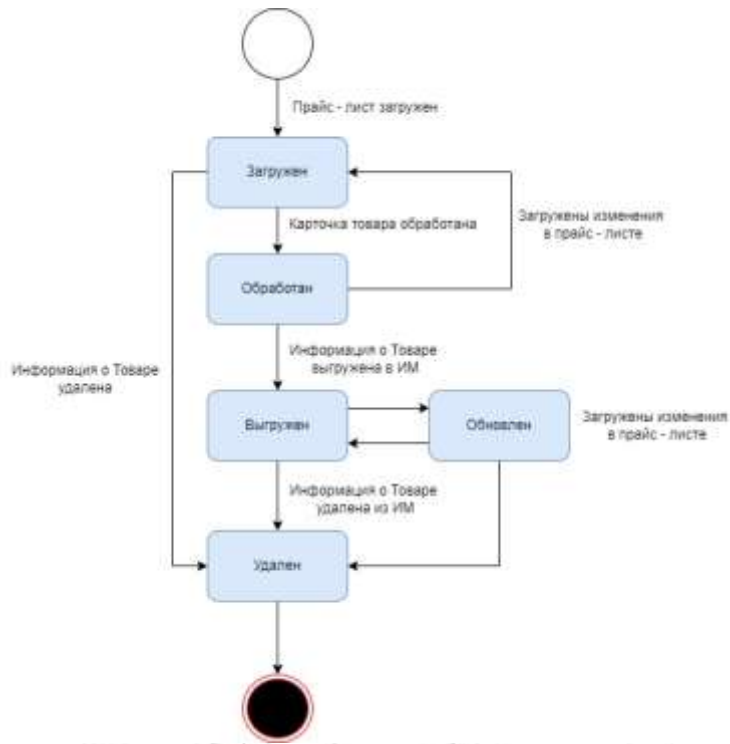 Прайс - лист загружен
Загружен
Карточка товара обработана
Загружены изменения
в прайс - листе
Обработан
Информация о Товаре
выгружена в ИМ
Информация о Товаре
удалена
Выгружен
Обновлен
Загружены изменения
в прайс - листе
Информация о Товаре
удалена из ИМ
Удален